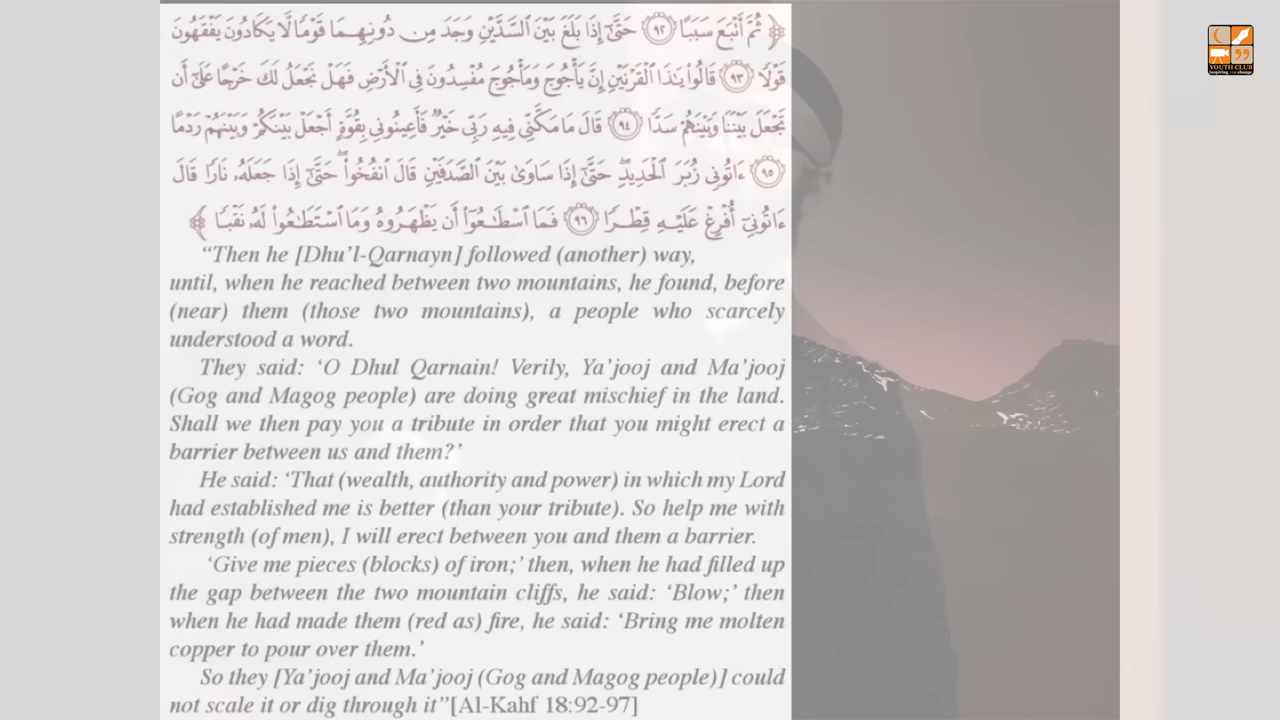 ﴿ ثُمَّ أَتْبَعَ سَبَبًا ﴿٩٢﴾ حَتَّىٰٓ إِذَا بَلَغَ بَيْنَ ٱلسَّدَّيْنِ وَجَدَ مِن دُونِهِمَا قَوْمًا لَّا يَكَادُونَ يَفْقَهُونَ
قَوْلًا ﴿٩٣﴾ قَالُوا۟ يَٰذَا ٱلْقَرْنَيْنِ إِنَّ يَأْجُوجَ وَمَأْجُوجَ مُفْسِدُونَ فِى ٱلْأَرْضِ فَهَلْ نَجْعَلُ لَكَ خَرْجًا عَلَىٰٓ أَن
تَجْعَلَ بَيْنَنَا وَبَيْنَهُمْ سَدًّا ﴿٩٤﴾ قَالَ مَا مَكَّنِّى فِيهِ رَبِّى خَيْرٌ فَأَعِينُونِى بِقُوَّةٍ أَجْعَلْ بَيْنَكُمْ وَبَيْنَهُمْ رَدْمًا
﴿٩٥﴾ ءَاتُونِى زُبَرَ ٱلْحَدِيدِ ۖ حَتَّىٰٓ إِذَا سَاوَىٰ بَيْنَ ٱلصَّدَفَيْنِ قَالَ ٱنفُخُوا۟ ۖ حَتَّىٰٓ إِذَا جَعَلَهُۥ نَارًا قَالَ
ءَاتُونِىٓ أُفْرِغْ عَلَيْهِ قِطْرًا ﴿٩٦﴾ فَمَا ٱسْطَٰعُوٓا۟ أَن يَظْهَرُوهُ وَمَا ٱسْتَطَٰعُوا۟ لَهُۥ نَقْبًا ﴾
“Then he [Dhu’l-Qarnayn] followed (another) way,
until, when he reached between two mountains, he found, before
(near) them (those two mountains), a people who scarcely
understood a word.
They said: ‘O Dhul Qarnain! Verily, Ya’jooj and Ma’jooj
(Gog and Magog people) are doing great mischief in the land.
Shall we then pay you a tribute in order that you might erect a
barrier between us and them?’
He said: ‘That (wealth, authority and power) in which my Lord
had established me is better (than your tribute). So help me with
strength (of men), I will erect between you and them a barrier.
‘Give me pieces (blocks) of iron;’ then, when he had filled up
the gap between the two mountain cliffs, he said: ‘Blow;’ then
when he had made them (red as) fire, he said: ‘Bring me molten
copper to pour over them.’
So they [Ya’jooj and Ma’jooj (Gog and Magog people)] could
not scale it or dig through it”[Al-Kahf 18:92-97]
YOUTH CLUB